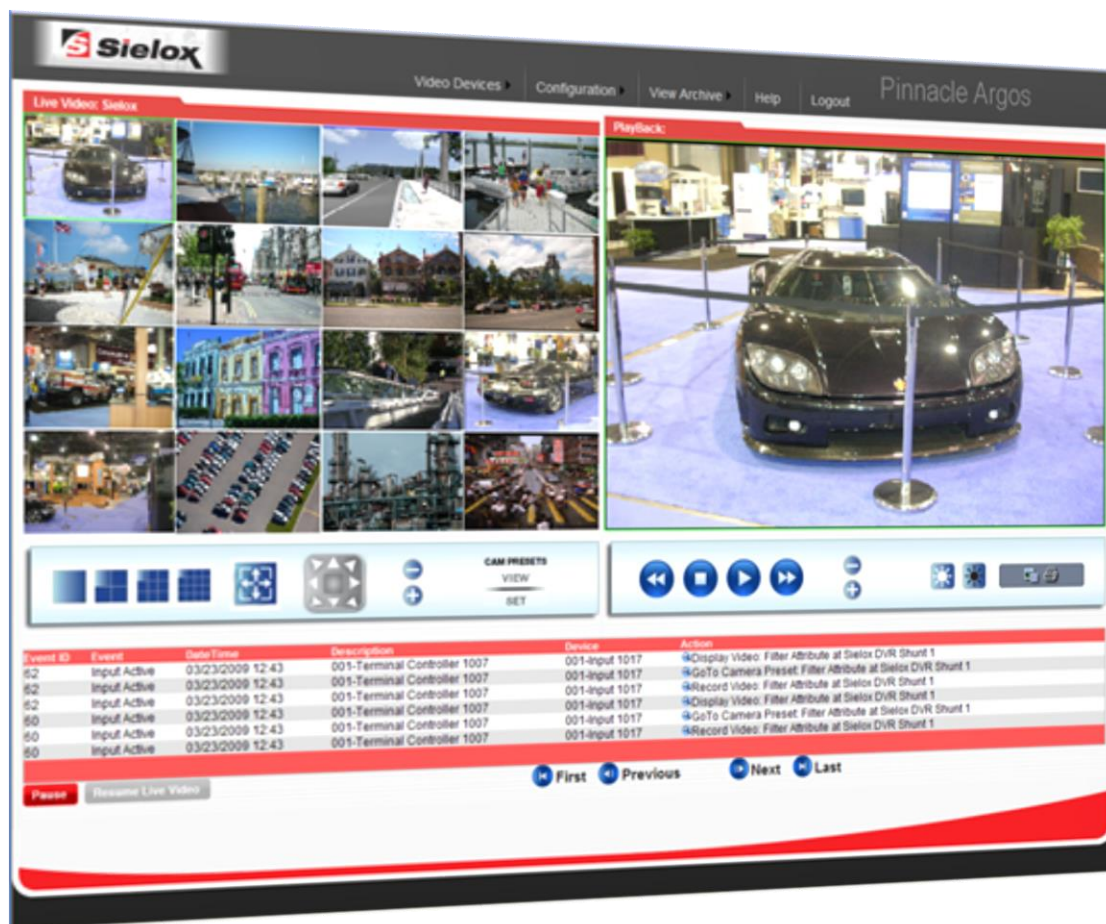 Sielox
Video Devices Configuration View Archive Help Logout Pinnacle Argos
Live Video: Sielox
PlayBack:
CAM PRESETS
VIEW
SET
Event ID Event DateTime Description Device Action
62 Input Active 03/23/2009 12:43 001-Terminal Controller 1007 001-Input 1017 Display Video: Filter Attribute at Sielox DVR Shunt 1
62 Input Active 03/23/2009 12:43 001-Terminal Controller 1007 001-Input 1017 GoTo Camera Preset: Filter Attribute at Sielox DVR Shunt 1
62 Input Active 03/23/2009 12:43 001-Terminal Controller 1007 001-Input 1017 Record Video: Filter Attribute at Sielox DVR Shunt 1
60 Input Active 03/23/2009 12:43 001-Terminal Controller 1007 001-Input 1017 Display Video: Filter Attribute at Sielox DVR Shunt 1
60 Input Active 03/23/2009 12:43 001-Terminal Controller 1007 001-Input 1017 GoTo Camera Preset: Filter Attribute at Sielox DVR Shunt 1
60 Input Active 03/23/2009 12:43 001-Terminal Controller 1007 001-Input 1017 Record Video: Filter Attribute at Sielox DVR Shunt 1
First Previous Next Last
Pause Resume Live Video